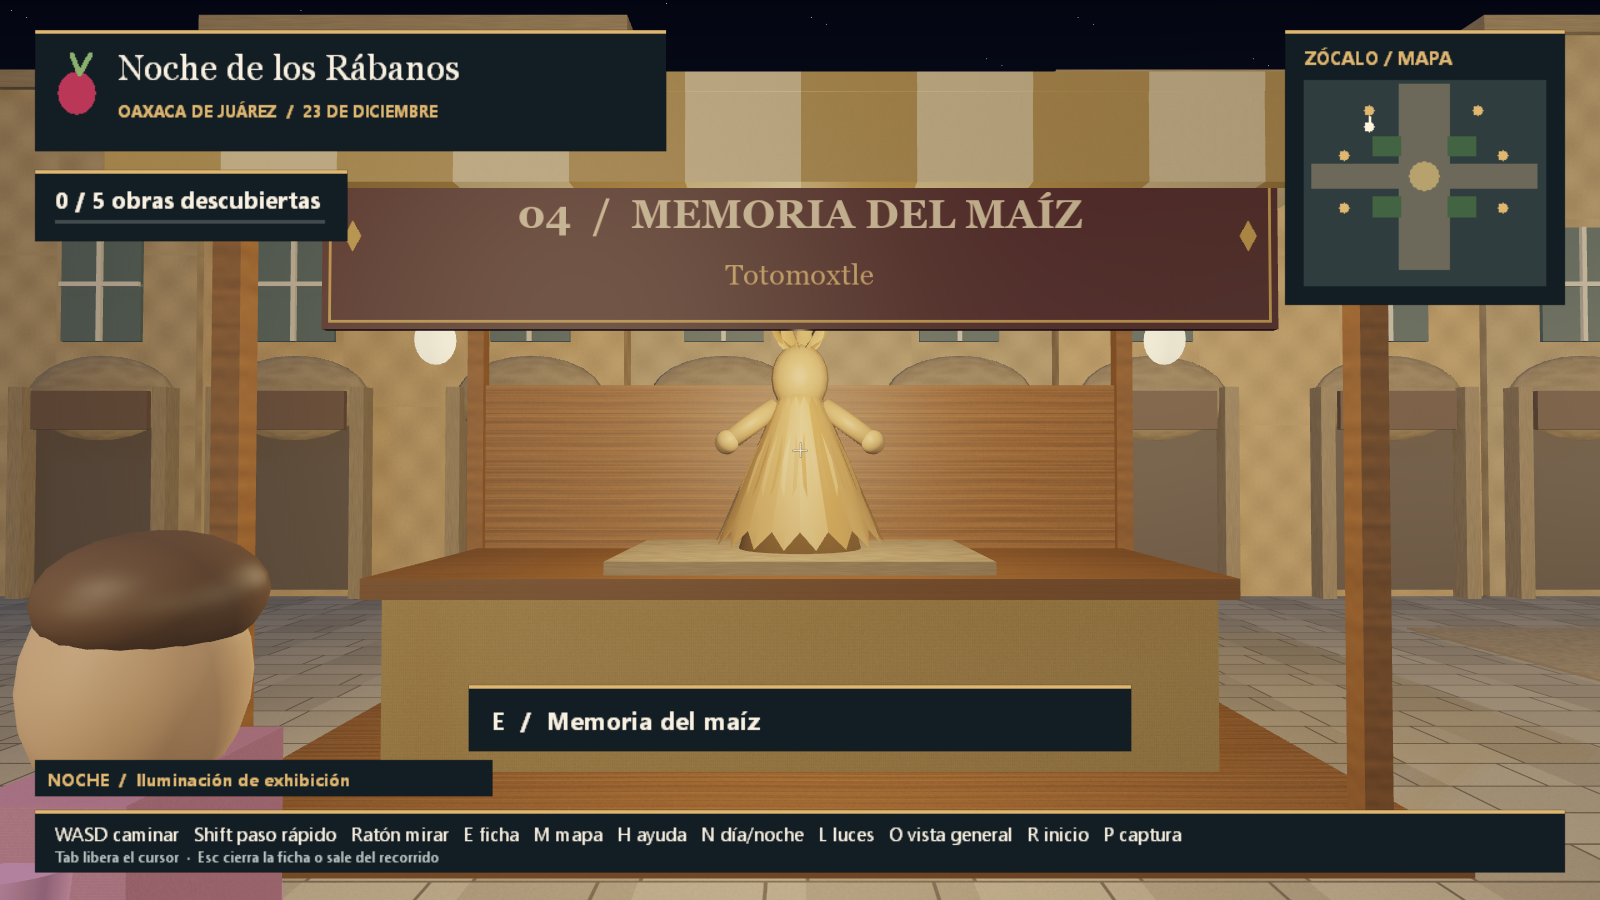 Noche de los Rábanos
OAXACA DE JUÁREZ / 23 DE DICIEMBRE
ZÓCALO / MAPA
0 / 5 obras descubiertas
04 / MEMORIA DEL MAÍZ
Totomoxtle
E / Memoria del maíz
NOCHE / Iluminación de exhibición
WASD caminar Shift paso rápido Ratón mirar E ficha M mapa H ayuda N día/noche L luces O vista general R inicio P captura
Tab libera el cursor · Esc cierra la ficha o sale del recorrido